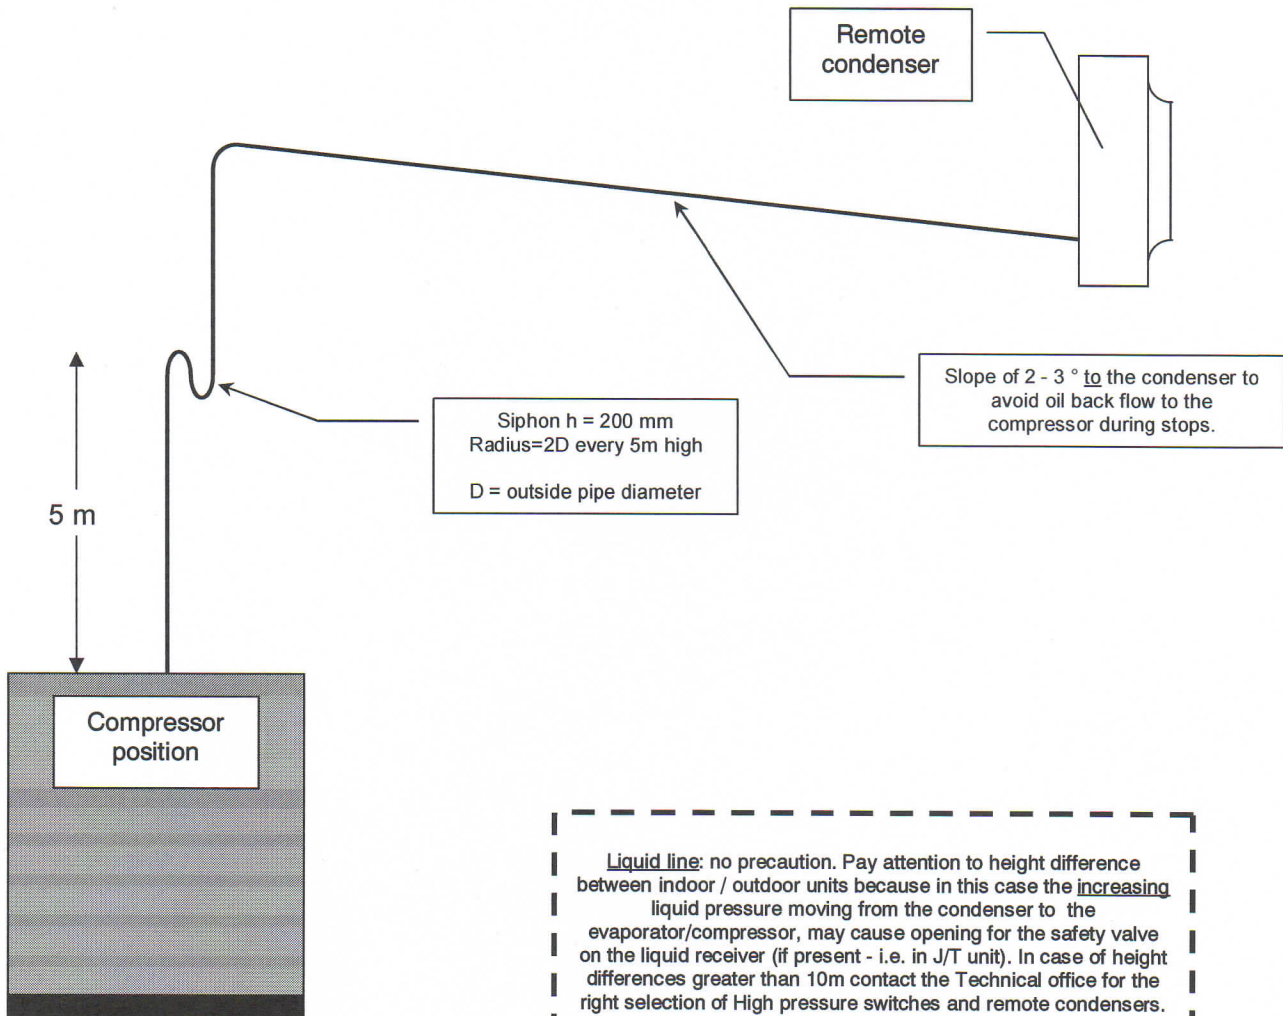 Remote
condenser
Slope of 2 - 3 ° to the condenser to
avoid oil back flow to the
compressor during stops.
Siphon h = 200 mm
Radius=2D every 5m high
D = outside pipe diameter
5 m
Compressor
position
Liquid line: no precaution. Pay attention to height difference
between indoor / outdoor units because in this case the increasing
liquid pressure moving from the condenser to the
evaporator/compressor, may cause opening for the safety valve
on the liquid receiver (if present - i.e. in J/T unit). In case of height
differences greater than 10m contact the Technical office for the
right selection of High pressure switches and remote condensers.